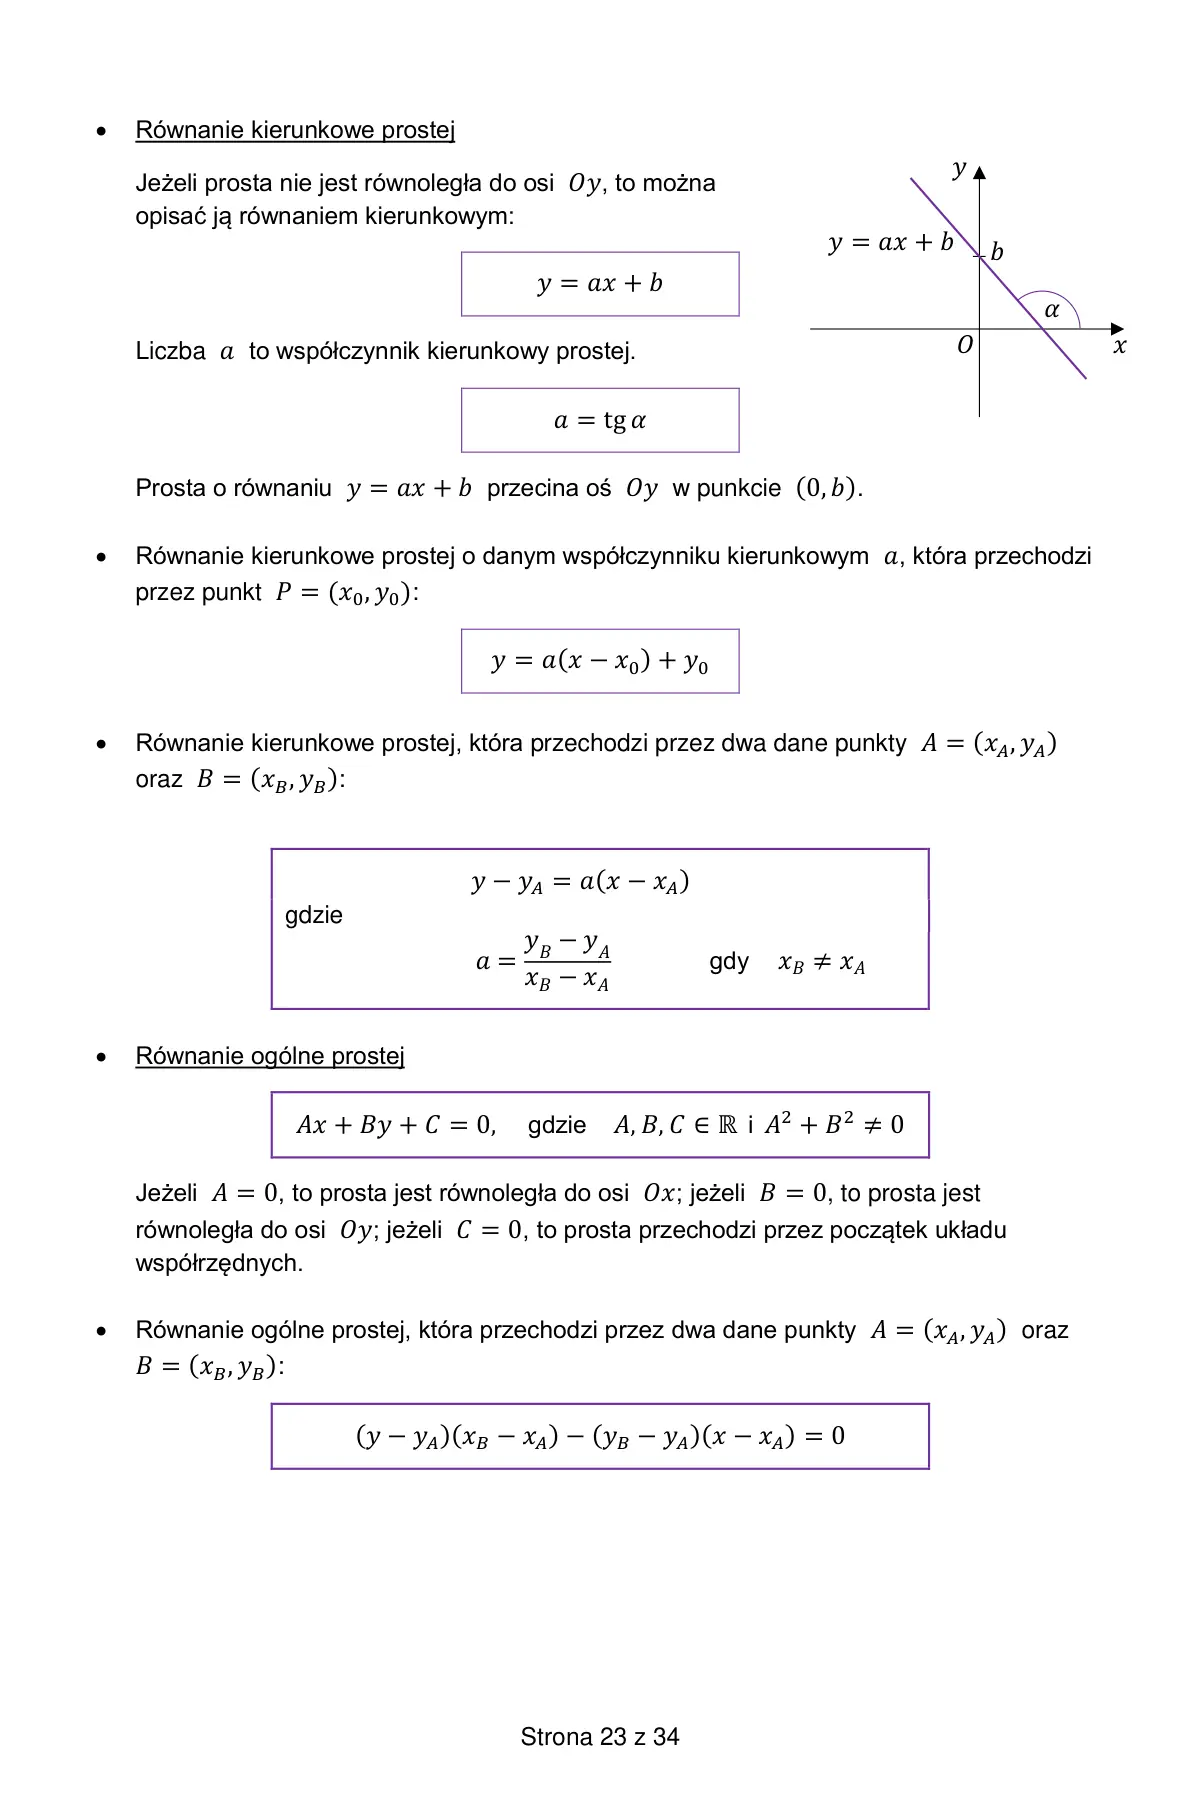 • Równanie kierunkowe prostej
Jeżeli prosta nie jest równoległa do osi Oy, to można
opisać ją równaniem kierunkowym:
y = ax + b
Liczba a to współczynnik kierunkowy prostej.
a = tg α
y
y = ax + b
b
α
O
x
Prosta o równaniu y = ax + b przecina oś Oy w punkcie (0, b).
• Równanie kierunkowe prostej o danym współczynniku kierunkowym a, która przechodzi
przez punkt P = (x₀, y₀):
y = a(x − x₀) + y₀
• Równanie kierunkowe prostej, która przechodzi przez dwa dane punkty A = (x_A, y_A)
oraz B = (x_B, y_B):
y − y_A = a(x − x_A)
gdzie
a = (y_B − y_A)/(x_B − x_A) gdy x_B ≠ x_A
• Równanie ogólne prostej
Ax + By + C = 0, gdzie A, B, C ∈ ℝ i A² + B² ≠ 0
Jeżeli A = 0, to prosta jest równoległa do osi Ox; jeżeli B = 0, to prosta jest
równoległa do osi Oy; jeżeli C = 0, to prosta przechodzi przez początek układu
współrzędnych.
• Równanie ogólne prostej, która przechodzi przez dwa dane punkty A = (x_A, y_A) oraz
B = (x_B, y_B):
(y − y_A)(x_B − x_A) − (y_B − y_A)(x − x_A) = 0
Strona 23 z 34